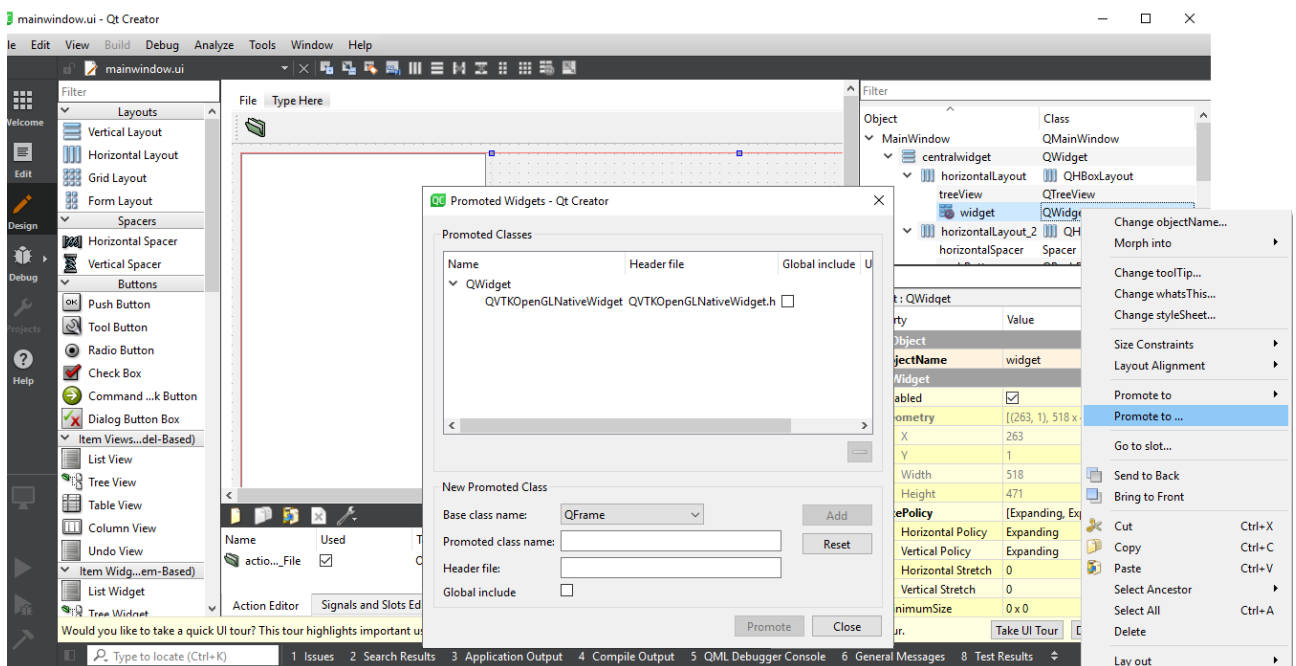 mainwindow.ui - Qt Creator
Edit View Build Debug Analyze Tools Window Help
mainwindow.ui
Welcome
Edit
Design
Debug
Projects
Help
Filter
Layouts
Vertical Layout
Horizontal Layout
Grid Layout
Form Layout
Spacers
Horizontal Spacer
Vertical Spacer
Buttons
OK Push Button
Tool Button
Radio Button
Check Box
Command ...k Button
Dialog Button Box
Item Views...del-Based)
List View
Tree View
Table View
Column View
Undo View
Item Widg...em-Based)
List Widget
Tree Widget
File Type Here
Name Used
actio..._File
Action Editor Signals and Slots Ed
Would you like to take a quick UI tour? This tour highlights important us
Promoted Widgets - Qt Creator
Promoted Classes
Name Header file Global include U
QWidget
QVTKOpenGLNativeWidget QVTKOpenGLNativeWidget.h
New Promoted Class
Base class name: QFrame
Add
Promoted class name:
Reset
Header file:
Global include
Promote Close
Filter
Object Class
MainWindow QMainWindow
centralwidget QWidget
horizontalLayout QHBoxLayout
treeView QTreeView
widget QWidge
horizontalLayout_2 QH
horizontalSpacer Spacer
: QWidget
Value
Object
jectName widget
Widget
abled
ometry [(263, 1), 518 x
X 263
Y 1
Width 518
Height 471
ePolicy [Expanding, Exp
Horizontal Policy Expanding
Vertical Policy Expanding
Horizontal Stretch 0
Vertical Stretch 0
nimumSize 0 x 0
ur. Take UI Tour
Change objectName...
Morph into
Change toolTip...
Change whatsThis...
Change styleSheet...
Size Constraints
Layout Alignment
Promote to
Promote to ...
Go to slot...
Send to Back
Bring to Front
Cut Ctrl+X
Copy Ctrl+C
Paste Ctrl+V
Select Ancestor
Select All Ctrl+A
Delete
Lay out
Type to locate (Ctrl+K) 1 Issues 2 Search Results 3 Application Output 4 Compile Output 5 QML Debugger Console 6 General Messages 8 Test Results